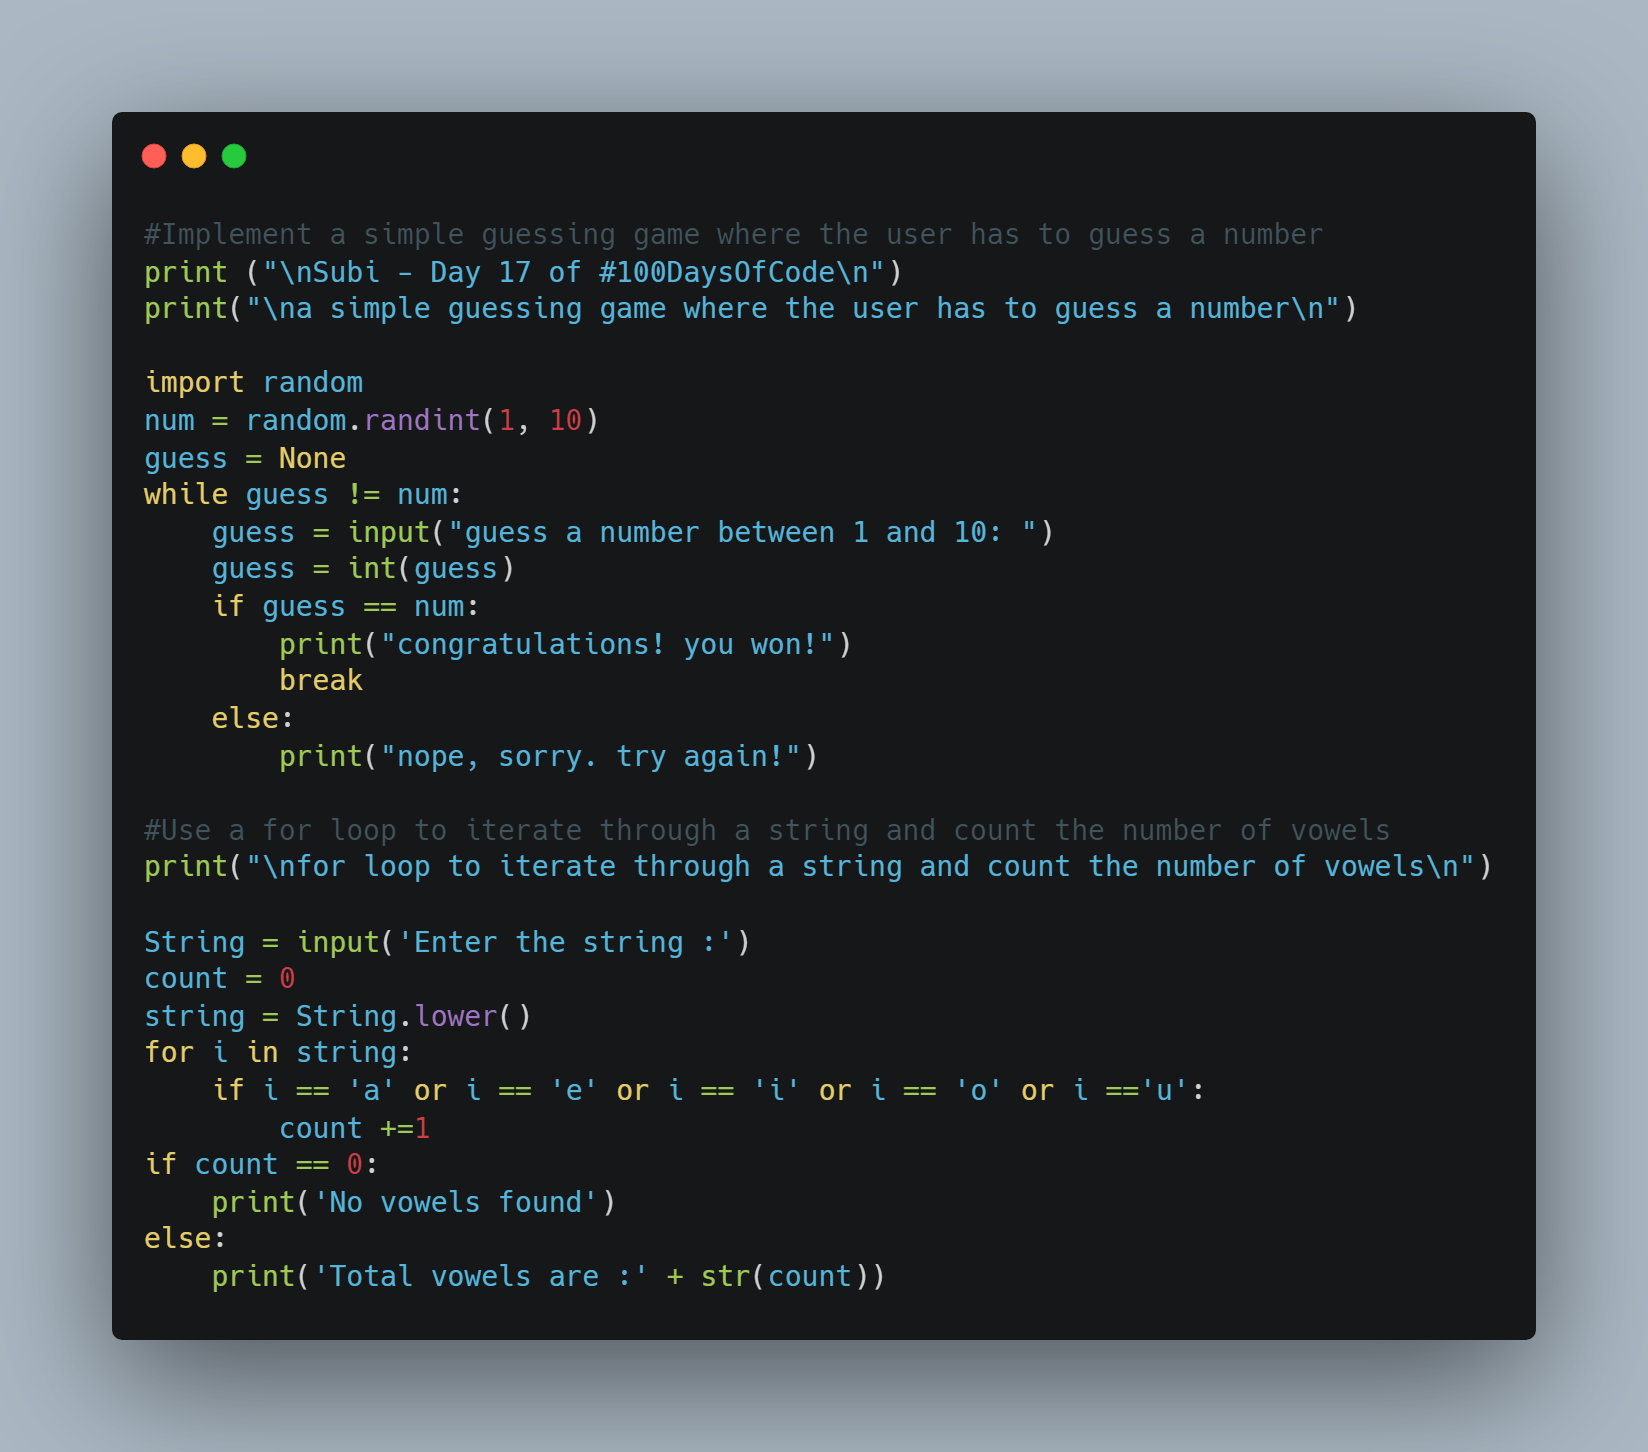 #Implement a simple guessing game where the user has to guess a number
print ("\nSubi - Day 17 of #100DaysOfCode\n")
print("\na simple guessing game where the user has to guess a number\n")

import random
num = random.randint(1, 10)
guess = None
while guess != num:
    guess = input("guess a number between 1 and 10: ")
    guess = int(guess)
    if guess == num:
        print("congratulations! you won!")
        break
    else:
        print("nope, sorry. try again!")

#Use a for loop to iterate through a string and count the number of vowels
print("\nfor loop to iterate through a string and count the number of vowels\n")

String = input('Enter the string :')
count = 0
string = String.lower()
for i in string:
    if i == 'a' or i == 'e' or i == 'i' or i == 'o' or i =='u':
        count +=1
if count == 0:
    print('No vowels found')
else:
    print('Total vowels are :' + str(count))